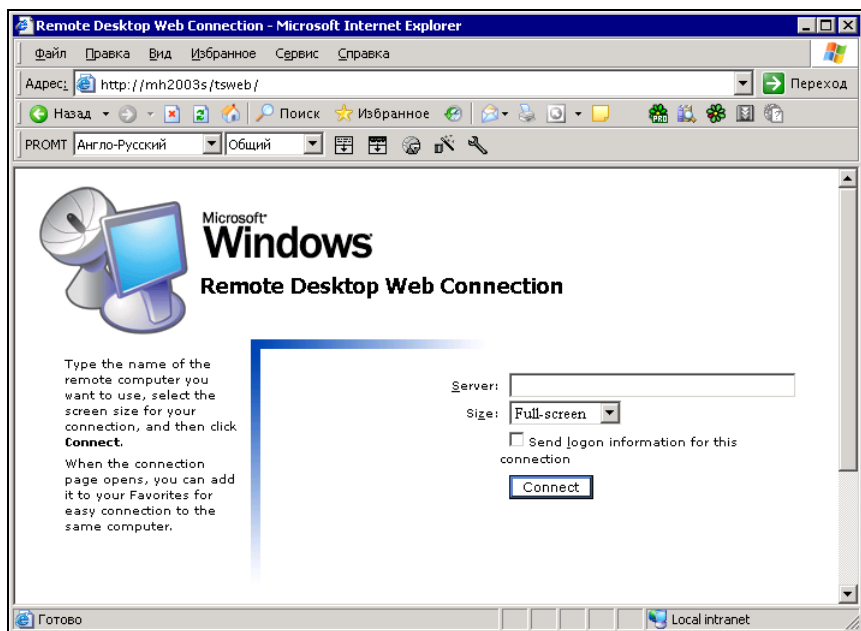 Remote Desktop Web Connection - Microsoft Internet Explorer
Файл Правка Вид Избранное Сервис Справка
Адрес: http://mh2003s/tsweb/ Переход
Назад Поиск Избранное
PROMT Англо-Русский Общий
Microsoft
Windows
Remote Desktop Web Connection
Type the name of the
remote computer you
want to use, select the
screen size for your
connection, and then click
Connect.
When the connection
page opens, you can add
it to your Favorites for
easy connection to the
same computer.
Server:
Size: Full-screen
Send logon information for this
connection
Connect
Готово Local intranet